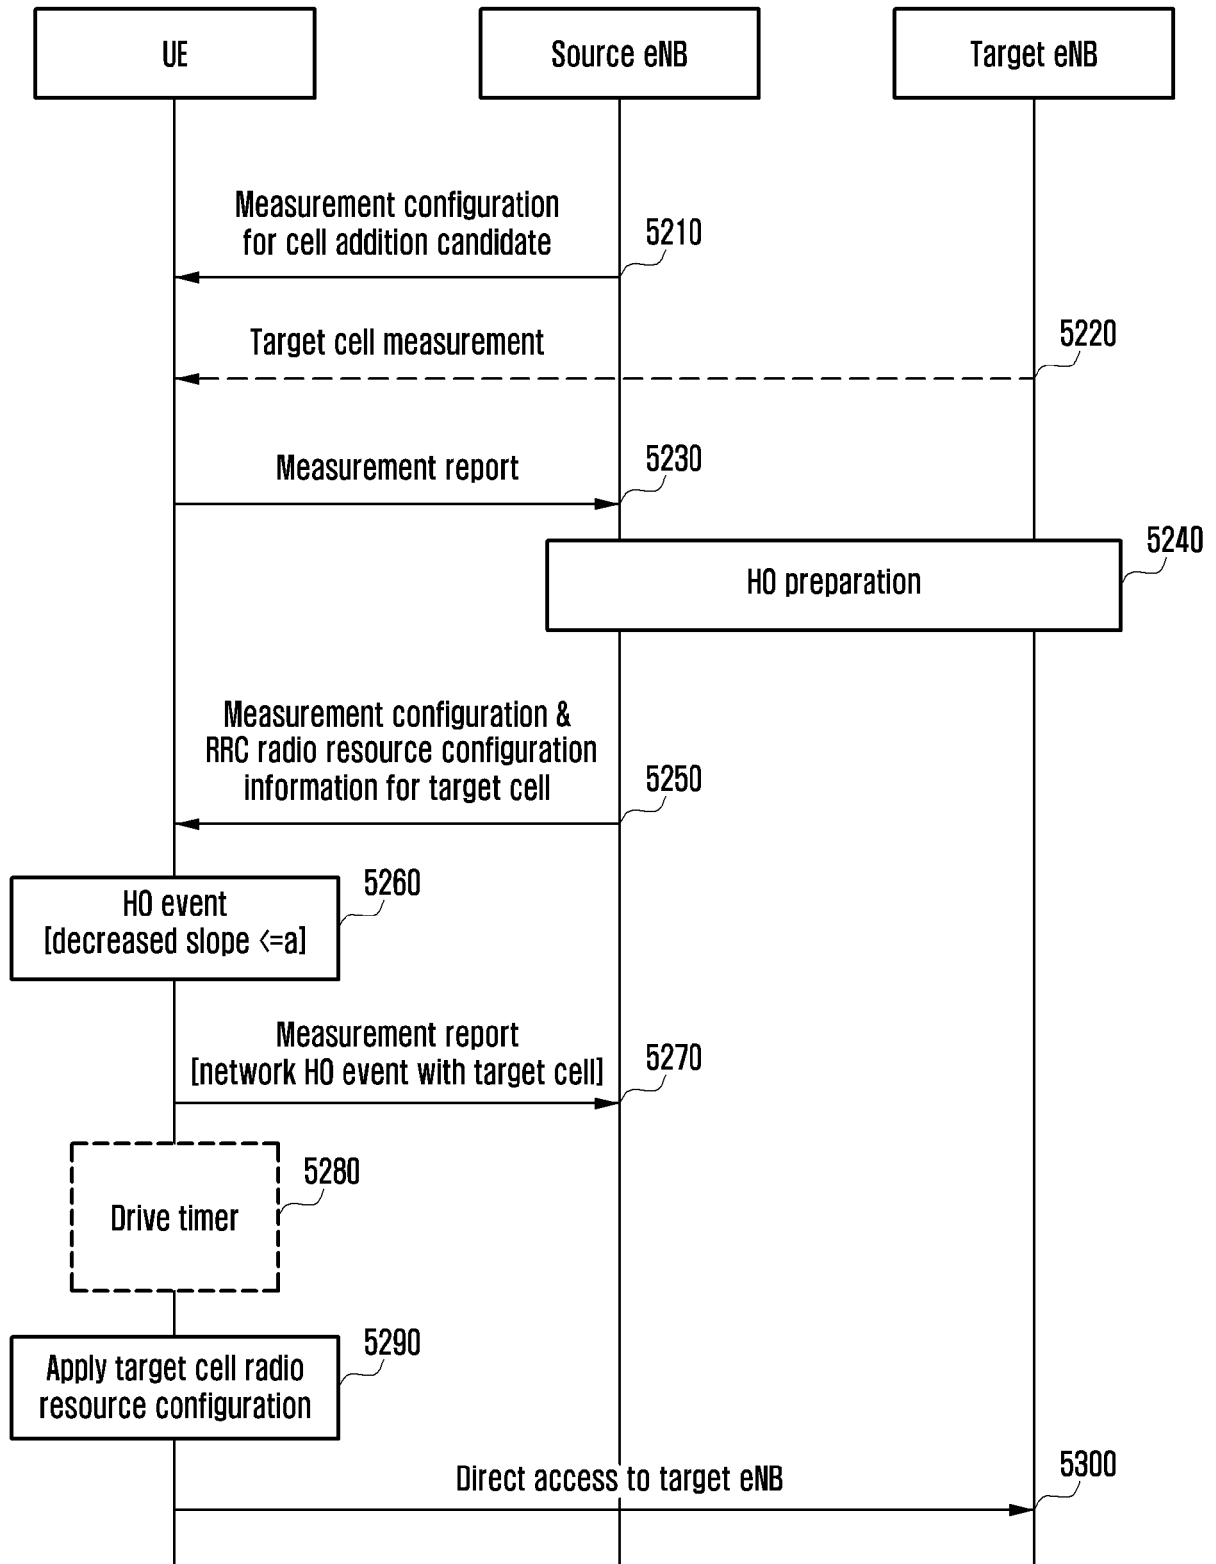 UE
Source eNB
Target eNB
Measurement configuration
for cell addition candidate
5210
Target cell measurement
5220
Measurement report
5230
HO preparation
5240
Measurement configuration &
RRC radio resource configuration
information for target cell
5250
HO event
[decreased slope <=a]
5260
Measurement report
[network HO event with target cell]
5270
Drive timer
5280
Apply target cell radio
resource configuration
5290
Direct access to target eNB
5300